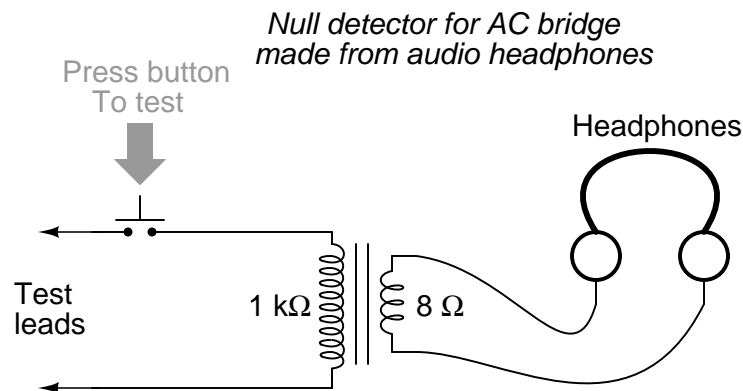 Null detector for AC bridge
made from audio headphones
Press button
To test
Headphones
Test
leads
1 kΩ
8 Ω